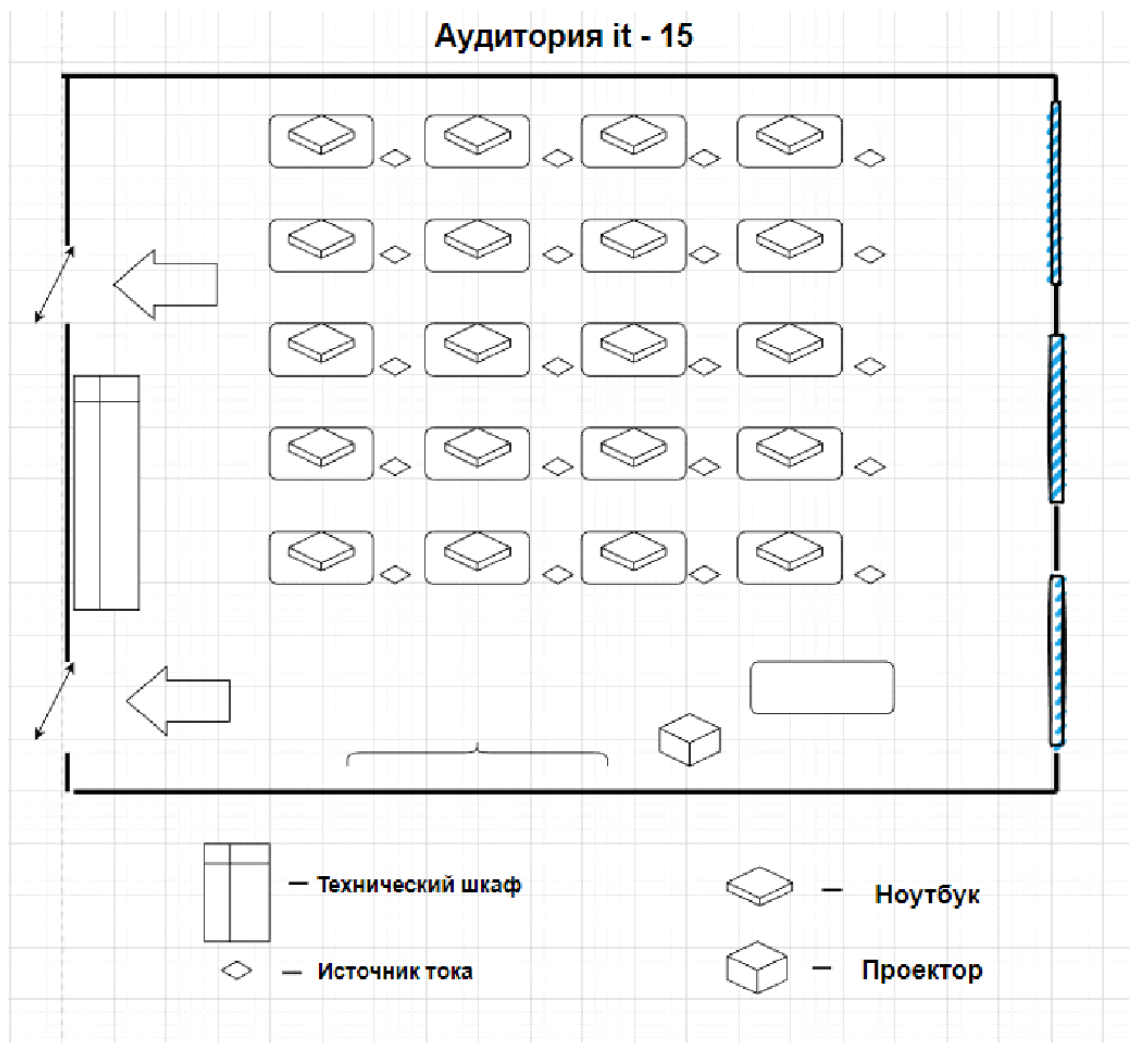 Аудитория it - 15
— Технический шкаф
— Ноутбук
— Источник тока
— Проектор